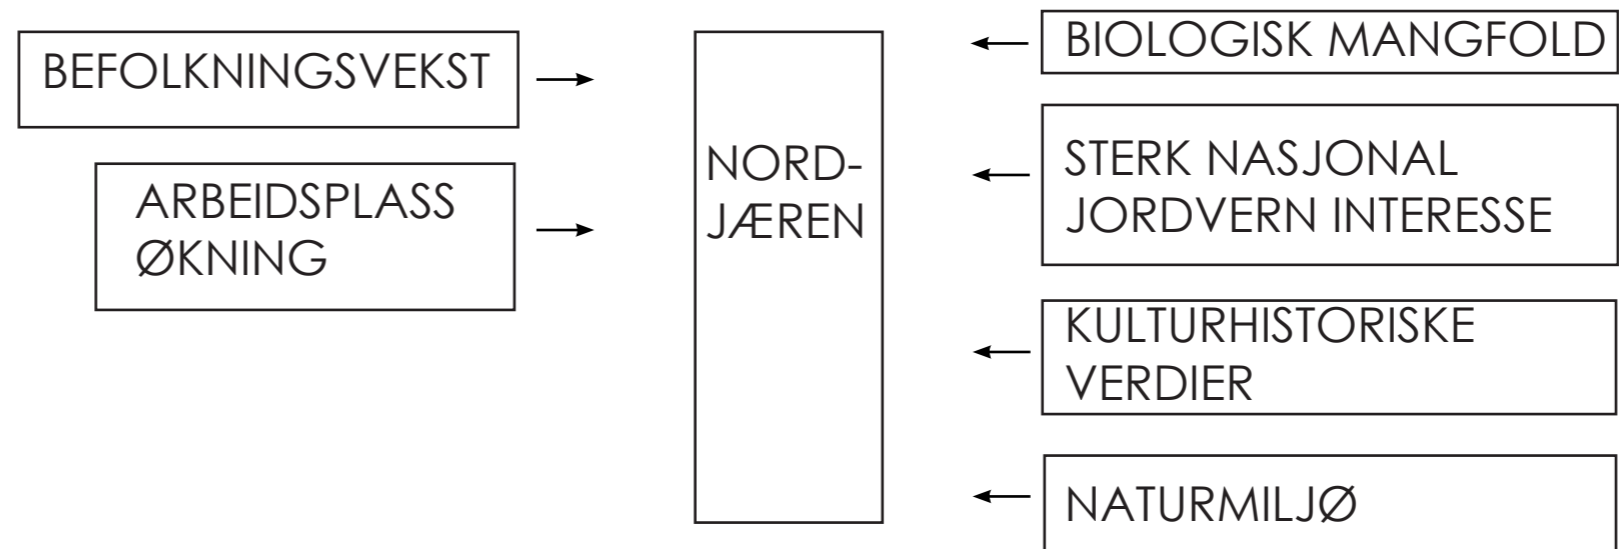 BEFOLKNINGSVEKST
ARBEIDSPLASS
ØKNING
NORD-
JÆREN
BIOLOGISK MANGFOLD
STERK NASJONAL
JORDVERN INTERESSE
KULTURHISTORISKE
VERDIER
NATURMILJØ